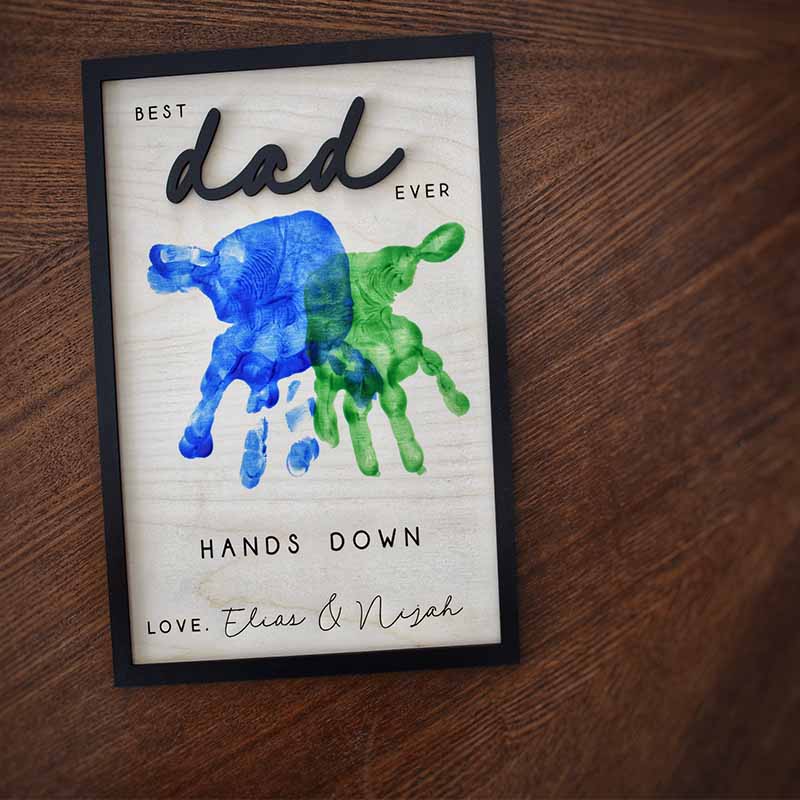 BEST
dad
EVER
HANDS DOWN
LOVE. Elias & Nijah